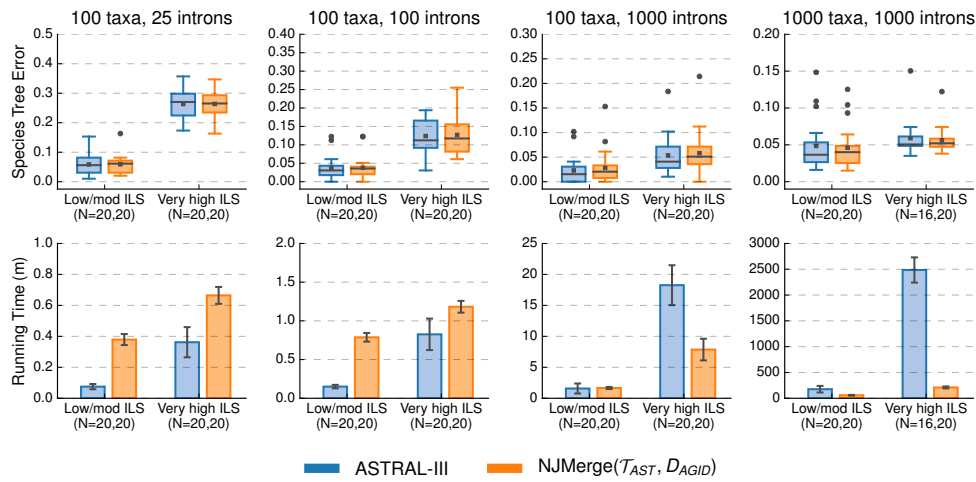 100 taxa, 25 introns
100 taxa, 100 introns
100 taxa, 1000 introns
1000 taxa, 1000 introns
Species Tree Error
0.5
0.4
0.3
0.2
0.1
0.0
Low/mod ILS
(N=20,20)
Very high ILS
(N=20,20)
0.40
0.35
0.30
0.25
0.20
0.15
0.10
0.05
0.00
Low/mod ILS
(N=20,20)
Very high ILS
(N=20,20)
0.30
0.25
0.20
0.15
0.10
0.05
0.00
Low/mod ILS
(N=20,20)
Very high ILS
(N=20,20)
0.20
0.15
0.10
0.05
0.00
Low/mod ILS
(N=20,20)
Very high ILS
(N=16,20)
Running Time (m)
1.0
0.8
0.6
0.4
0.2
0.0
Low/mod ILS
(N=20,20)
Very high ILS
(N=20,20)
2.0
1.5
1.0
0.5
0.0
Low/mod ILS
(N=20,20)
Very high ILS
(N=20,20)
25
20
15
10
5
0
Low/mod ILS
(N=20,20)
Very high ILS
(N=20,20)
3000
2500
2000
1500
1000
500
0
Low/mod ILS
(N=20,20)
Very high ILS
(N=16,20)
ASTRAL-III
NJMerge(𝒯_AST, D_AGID)